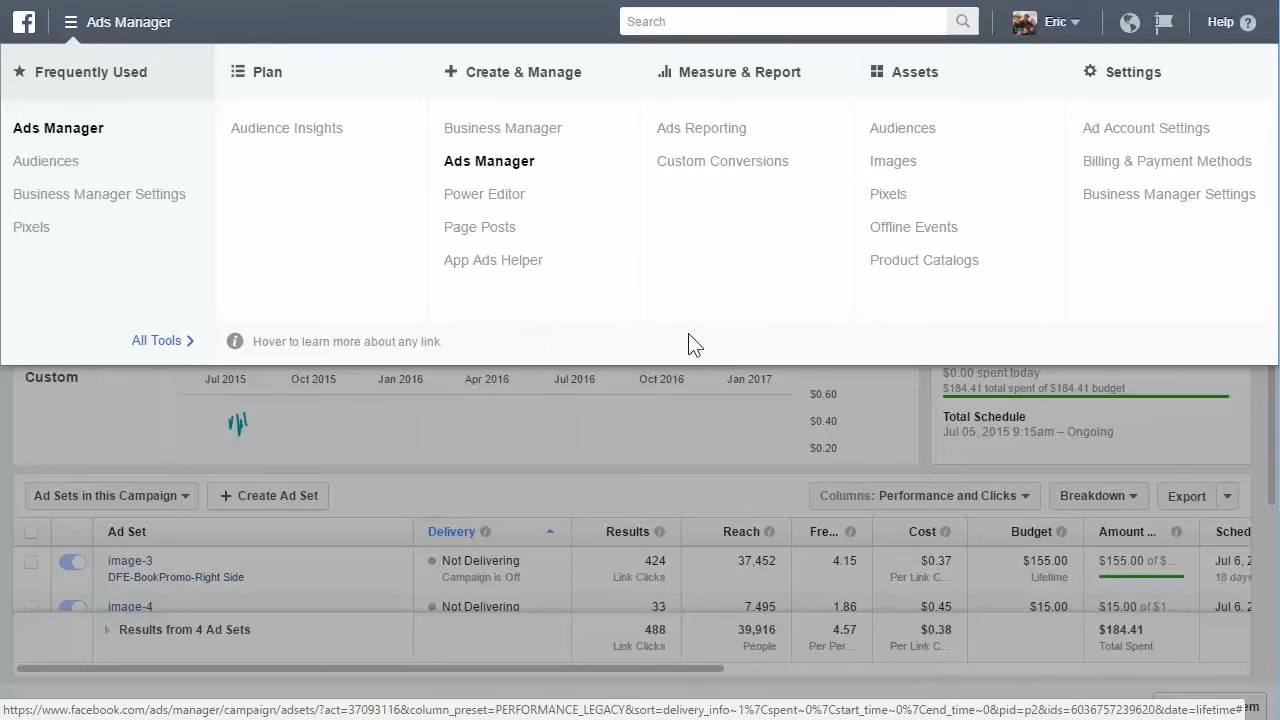 Ads Manager
Search
Eric
Help
Frequently Used
Plan
Create & Manage
Measure & Report
Assets
Settings
Ads Manager
Audience Insights
Business Manager
Ads Reporting
Audiences
Ad Account Settings
Audiences
Ads Manager
Custom Conversions
Images
Billing & Payment Methods
Business Manager Settings
Power Editor
Pixels
Business Manager Settings
Pixels
Page Posts
Offline Events
App Ads Helper
Product Catalogs
All Tools
Hover to learn more about any link.
Custom
Jul 2015
Oct 2015
Jan 2016
Apr 2016
Jul 2016
Oct 2016
Jan 2017
$0.60
$0.40
$0.20
$0.00 spent today
$184.41 total spent of $184.41 budget
Total Schedule
Jul 05, 2015 9:15am – Ongoing
Ad Sets in this Campaign
+ Create Ad Set
Columns: Performance and Clicks
Breakdown
Export
Ad Set
Delivery
Results
Reach
Fre...
Cost
Budget
Amount ...
Sched
image-3
DFE-BookPromo-Right Side
Not Delivering
Campaign is Off
424
Link Clicks
37,452
4.15
$0.37
Per Link C...
$155.00
Lifetime
$155.00 of $...
Jul 6, 2
18 days
image-4
Not Delivering
33
7,495
1.86
$0.45
$15.00
$15.00 of $1...
Jul 6, 2
Results from 4 Ad Sets
488
Link Clicks
39,916
People
4.57
Per Per...
$0.38
Per Link C...
$184.41
Total Spent
https://www.facebook.com/ads/manager/campaign/adsets/?act=37093116&column_preset=PERFORMANCE_LEGACY&sort=delivery_info~1%7Cspent~0%7Cstart_time~0%7Cend_time~0&pid=p2&ids=6036757239620&date=lifetime#